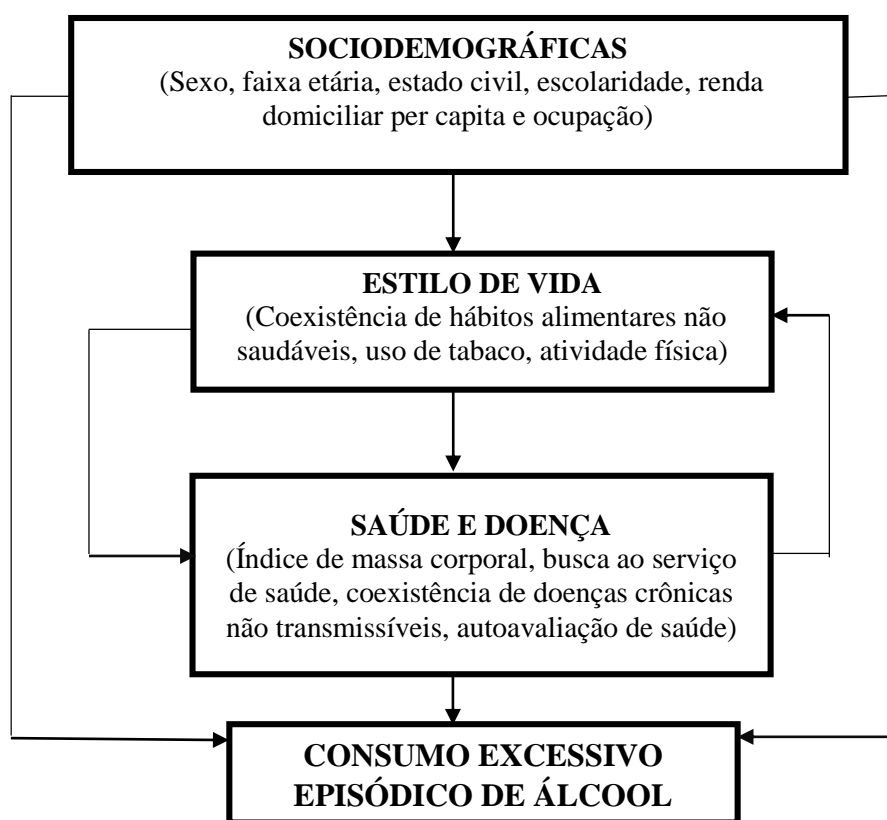 SOCIODEMOGRÁFICAS
(Sexo, faixa etária, estado civil, escolaridade, renda
domiciliar per capita e ocupação)
ESTILO DE VIDA
(Coexistência de hábitos alimentares não
saudáveis, uso de tabaco, atividade física)
SAÚDE E DOENÇA
(Índice de massa corporal, busca ao serviço
de saúde, coexistência de doenças crônicas
não transmissíveis, autoavaliação de saúde)
CONSUMO EXCESSIVO
EPISÓDICO DE ÁLCOOL